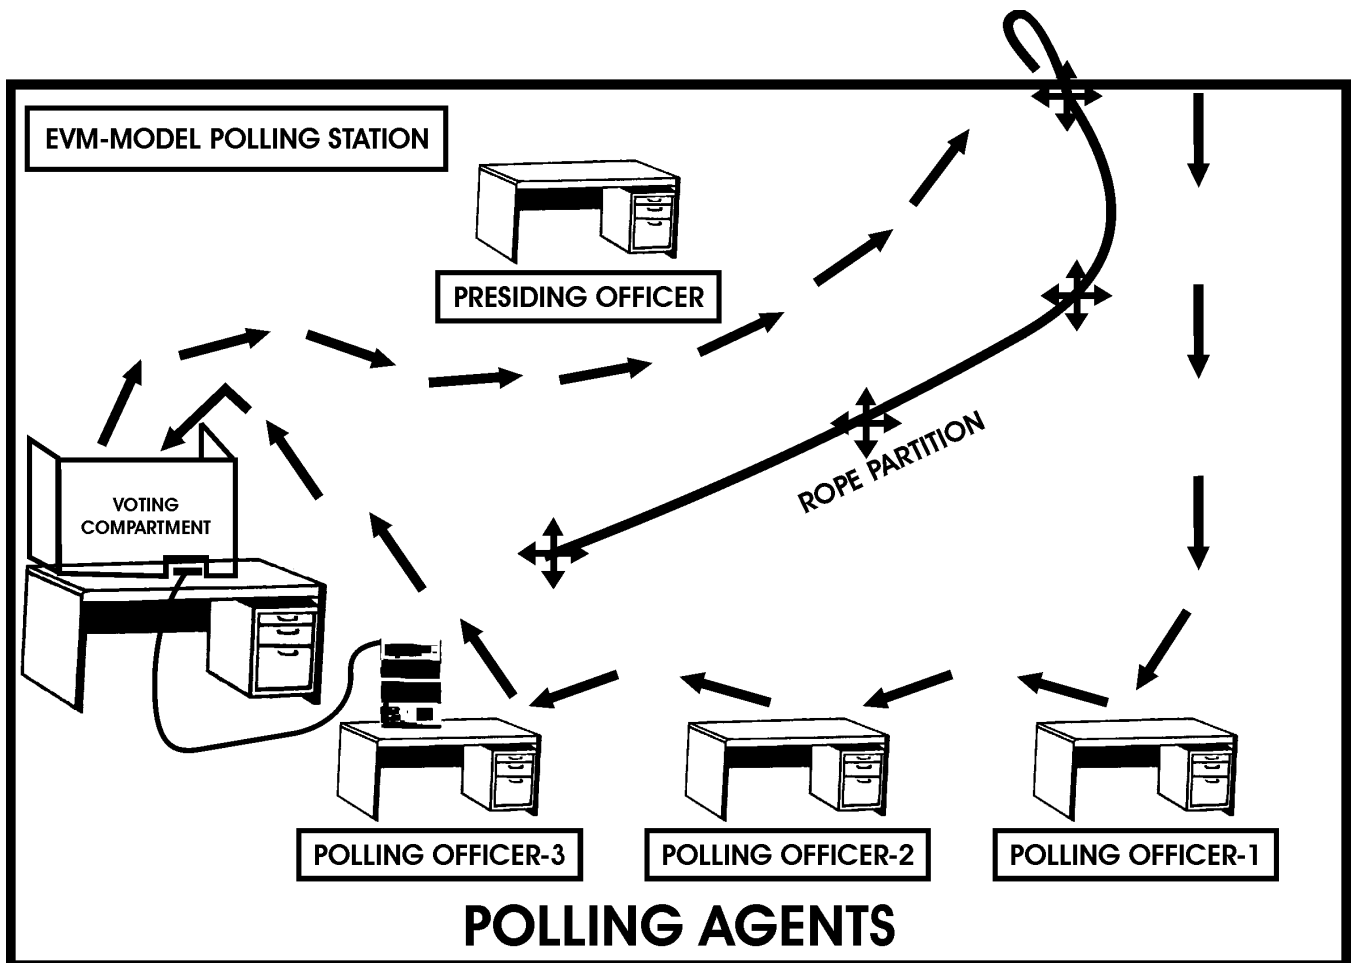 EVM-MODEL POLLING STATION
PRESIDING OFFICER
ROPE PARTITION
VOTING
COMPARTMENT
POLLING OFFICER-3
POLLING OFFICER-2
POLLING OFFICER-1
POLLING AGENTS